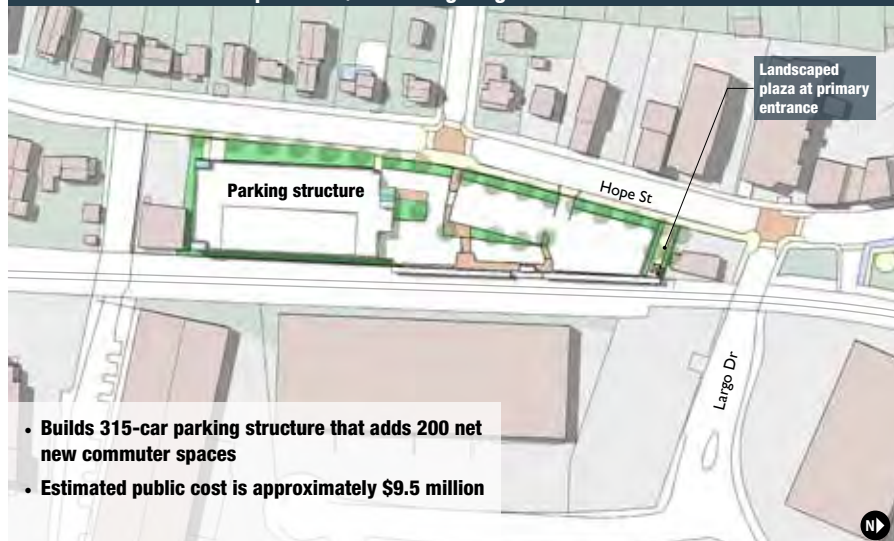 Landscaped
plaza at primary
entrance
Hope St
Parking structure
Largo Dr
• Builds 315-car parking structure that adds 200 net
new commuter spaces
• Estimated public cost is approximately $9.5 million
N